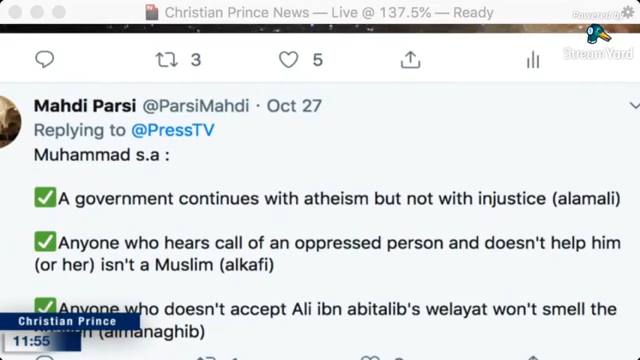 Christian Prince News — Live @ 137.5% — Ready
Powered by
StreamYard
3 5
Mahdi Parsi @ParsiMahdi · Oct 27
Replying to @PressTV
Muhammad s.a :
✅A government continues with atheism but not with injustice (alamali)
✅Anyone who hears call of an oppressed person and doesn't help him
(or her) isn't a Muslim (alkafi)
✅Anyone who doesn't accept Ali ibn abitalib's welayat won't smell the
(almanaghib)
Christian Prince
11:55